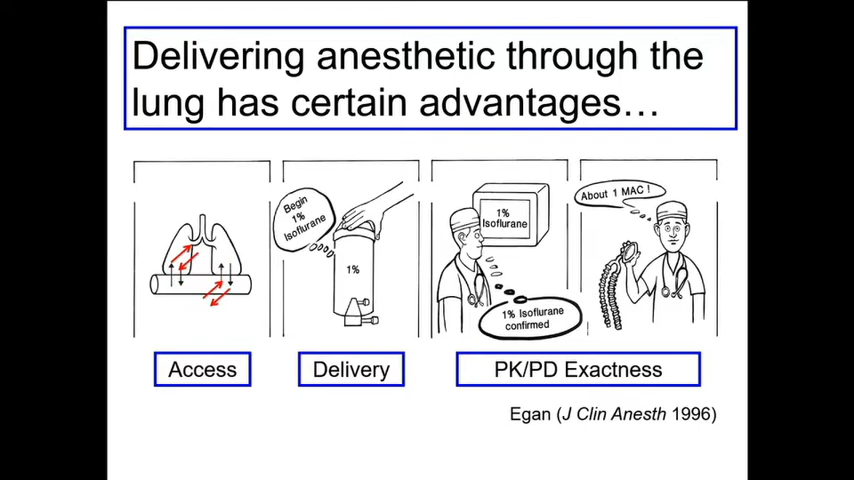 Delivering anesthetic through the
lung has certain advantages…
Begin
1%
Isoflurane
1%
1%
Isoflurane
1% Isoflurane
confirmed
About 1 MAC!
Access
Delivery
PK/PD Exactness
Egan (J Clin Anesth 1996)